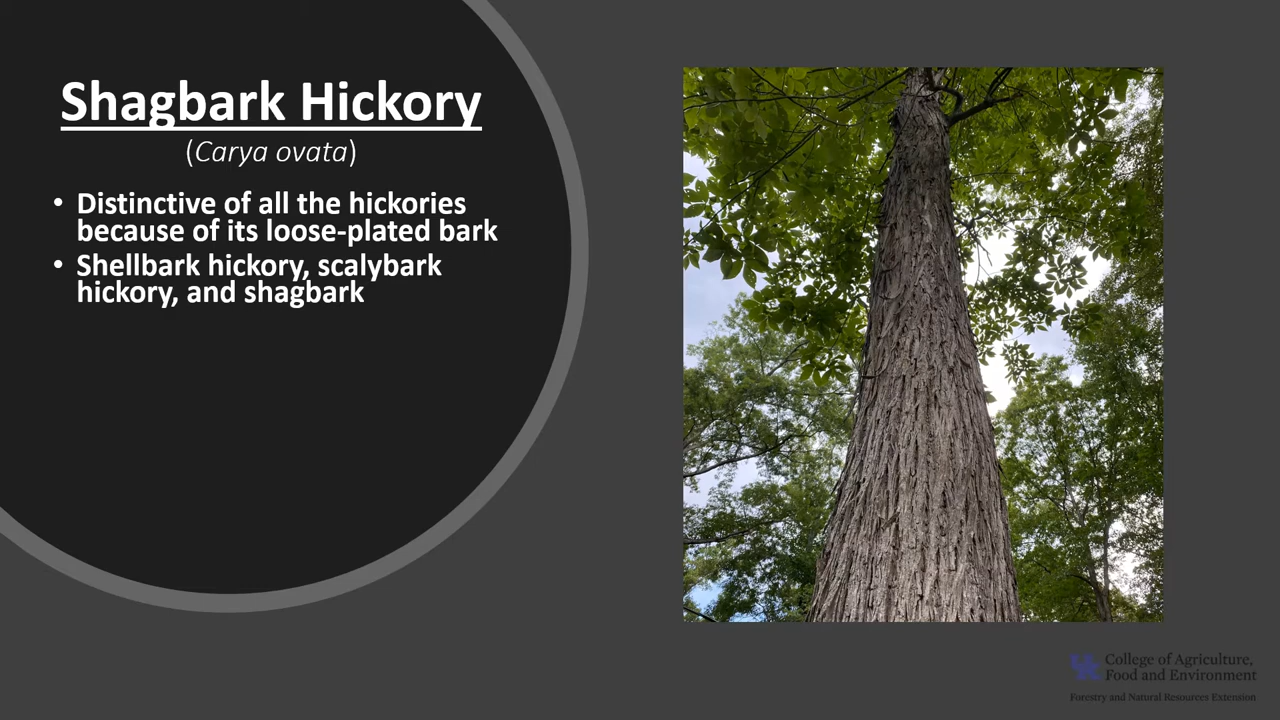 Shagbark Hickory
(Carya ovata)
• Distinctive of all the hickories
because of its loose-plated bark
• Shellbark hickory, scalybark
hickory, and shagbark
UK College of Agriculture,
Food and Environment
Forestry and Natural Resources Extension